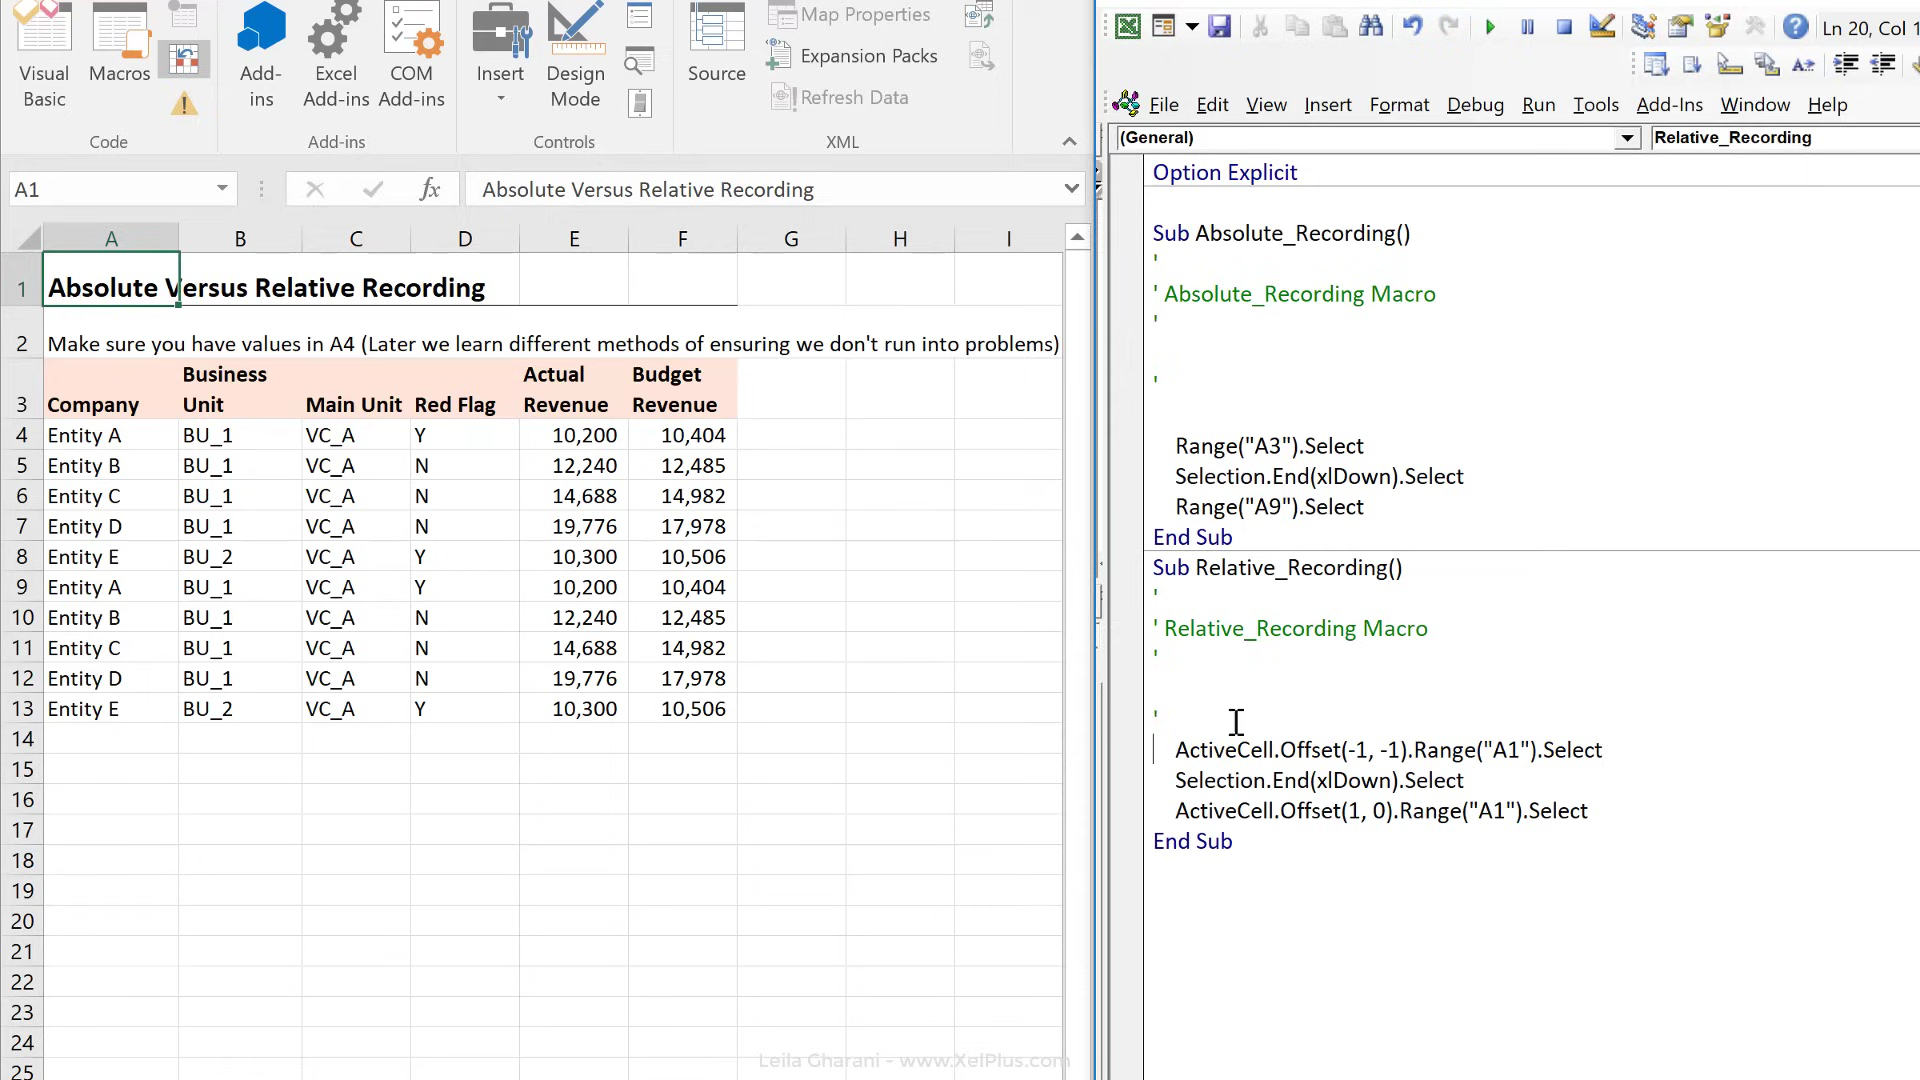 Visual Basic
Macros
Add-ins
Excel Add-ins
COM Add-ins
Insert
Design Mode
Source
Map Properties
Expansion Packs
Refresh Data
Code
Add-ins
Controls
XML
A1
fx
Absolute Versus Relative Recording
A B C D E F G H I
1 Absolute Versus Relative Recording
2 Make sure you have values in A4 (Later we learn different methods of ensuring we don't run into problems)
3 Company Business Unit Main Unit Red Flag Actual Revenue Budget Revenue
4 Entity A BU_1 VC_A Y 10,200 10,404
5 Entity B BU_1 VC_A N 12,240 12,485
6 Entity C BU_1 VC_A N 14,688 14,982
7 Entity D BU_1 VC_A N 19,776 17,978
8 Entity E BU_2 VC_A Y 10,300 10,506
9 Entity A BU_1 VC_A Y 10,200 10,404
10 Entity B BU_1 VC_A N 12,240 12,485
11 Entity C BU_1 VC_A N 14,688 14,982
12 Entity D BU_1 VC_A N 19,776 17,978
13 Entity E BU_2 VC_A Y 10,300 10,506
14
15
16
17
18
19
20
21
22
23
24
25
Leila Gharani - www.XelPlus.com
Ln 20, Col 1
File Edit View Insert Format Debug Run Tools Add-Ins Window Help
(General) Relative_Recording
Option Explicit
Sub Absolute_Recording()
'
' Absolute_Recording Macro
'
'
Range("A3").Select
Selection.End(xlDown).Select
Range("A9").Select
End Sub
Sub Relative_Recording()
'
' Relative_Recording Macro
'
'
ActiveCell.Offset(-1, -1).Range("A1").Select
Selection.End(xlDown).Select
ActiveCell.Offset(1, 0).Range("A1").Select
End Sub